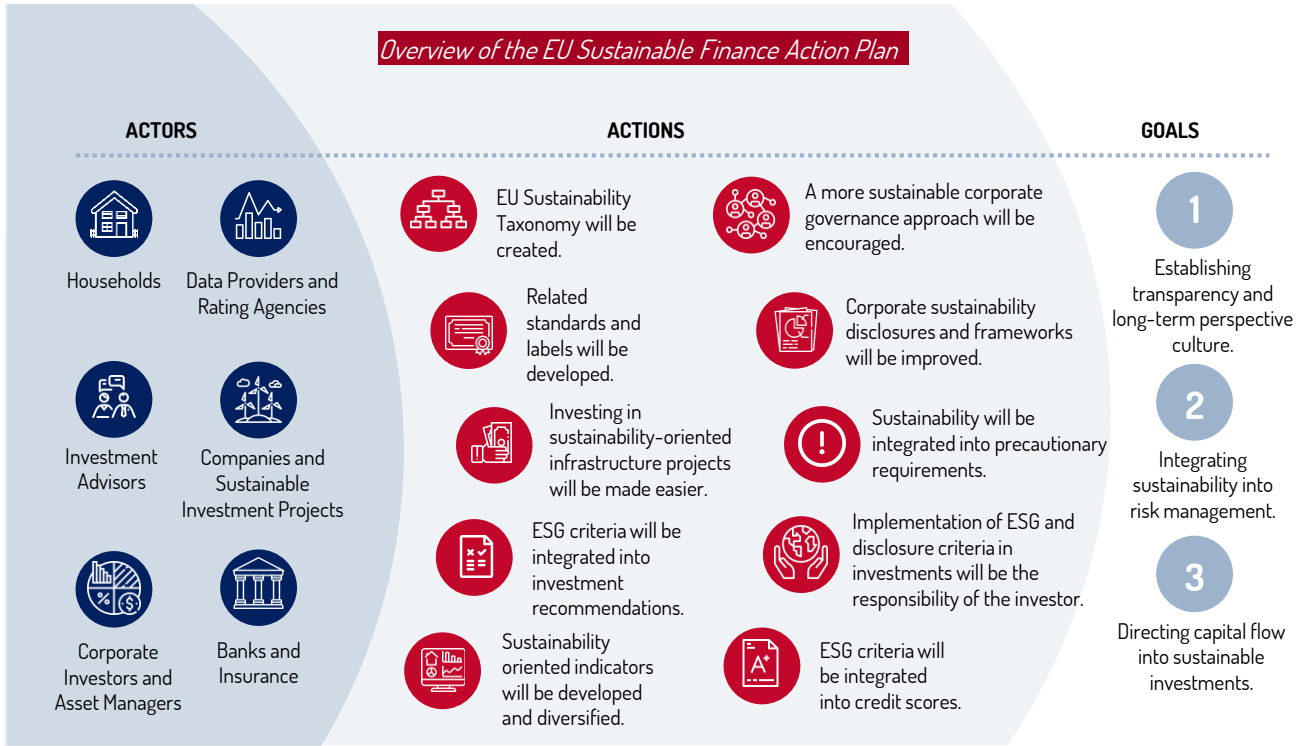 Overview of the EU Sustainable Finance Action Plan
ACTORS
Households
Data Providers and
Rating Agencies
Investment
Advisors
Companies and
Sustainable
Investment Projects
Corporate
Investors and
Asset Managers
Banks and
Insurance
ACTIONS
EU Sustainability
Taxonomy will be
created.
Related
standards and
labels will be
developed.
Investing in
sustainability-oriented
infrastructure projects
will be made easier.
ESG criteria will be
integrated into
investment
recommendations.
Sustainability
oriented indicators
will be developed
and diversified.
A more sustainable corporate
governance approach will be
encouraged.
Corporate sustainability
disclosures and frameworks
will be improved.
Sustainability will be
integrated into precautionary
requirements.
Implementation of ESG and
disclosure criteria in
investments will be the
responsibility of the investor.
A+
ESG criteria will
be integrated
into credit scores.
GOALS
1
Establishing
transparency and
long-term perspective
culture.
2
Integrating
sustainability into
risk management.
3
Directing capital flow
into sustainable
investments.